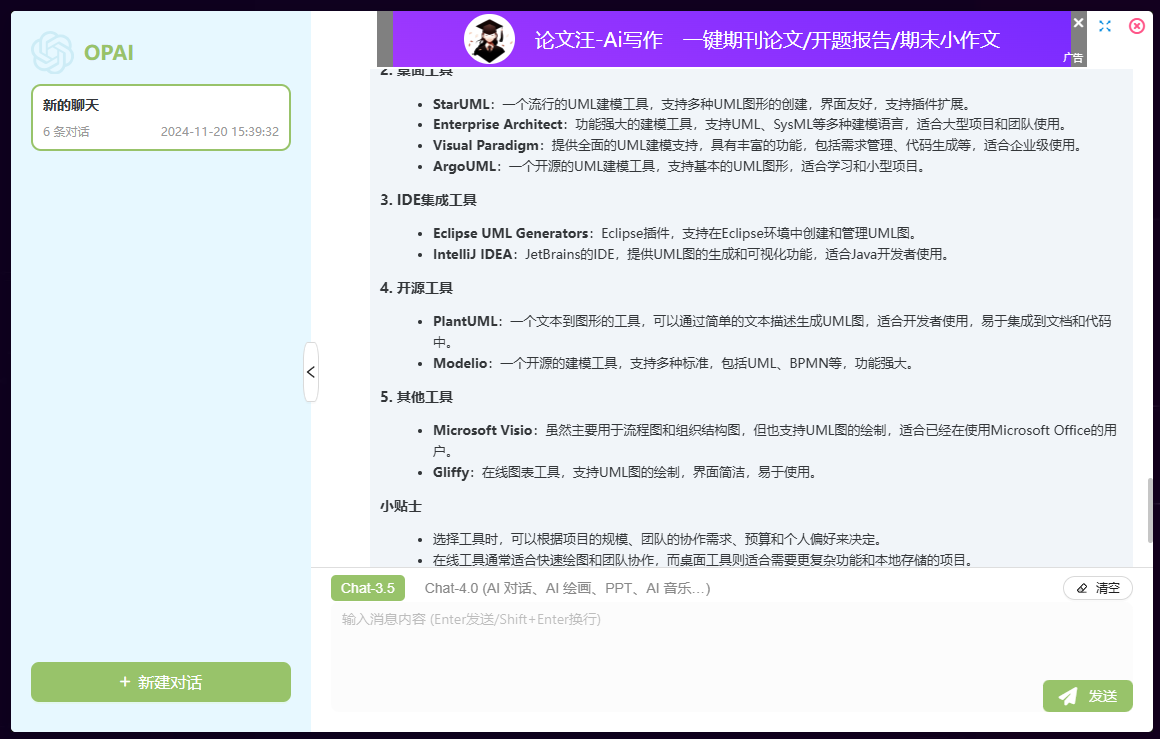 OPAI
新的聊天
6 条对话 2024-11-20 15:39:32
+ 新建对话
论文汪-Ai写作 一键期刊论文/开题报告/期末小作文
广告
2. 桌面工具
• StarUML：一个流行的UML建模工具，支持多种UML图形的创建，界面友好，支持插件扩展。
• Enterprise Architect：功能强大的建模工具，支持UML、SysML等多种建模语言，适合大型项目和团队使用。
• Visual Paradigm：提供全面的UML建模支持，具有丰富的功能，包括需求管理、代码生成等，适合企业级使用。
• ArgoUML：一个开源的UML建模工具，支持基本的UML图形，适合学习和小型项目。
3. IDE集成工具
• Eclipse UML Generators：Eclipse插件，支持在Eclipse环境中创建和管理UML图。
• IntelliJ IDEA：JetBrains的IDE，提供UML图的生成和可视化功能，适合Java开发者使用。
4. 开源工具
• PlantUML：一个文本到图形的工具，可以通过简单的文本描述生成UML图，适合开发者使用，易于集成到文档和代码
中。
• Modelio：一个开源的建模工具，支持多种标准，包括UML、BPMN等，功能强大。
5. 其他工具
• Microsoft Visio：虽然主要用于流程图和组织结构图，但也支持UML图的绘制，适合已经在使用Microsoft Office的用
户。
• Gliffy：在线图表工具，支持UML图的绘制，界面简洁，易于使用。
小贴士
• 选择工具时，可以根据项目的规模、团队的协作需求、预算和个人偏好来决定。
• 在线工具通常适合快速绘图和团队协作，而桌面工具则适合需要更复杂功能和本地存储的项目。
Chat-3.5 Chat-4.0 (AI 对话、AI 绘画、PPT、AI 音乐...) 清空
输入消息内容 (Enter发送/Shift+Enter换行)
发送